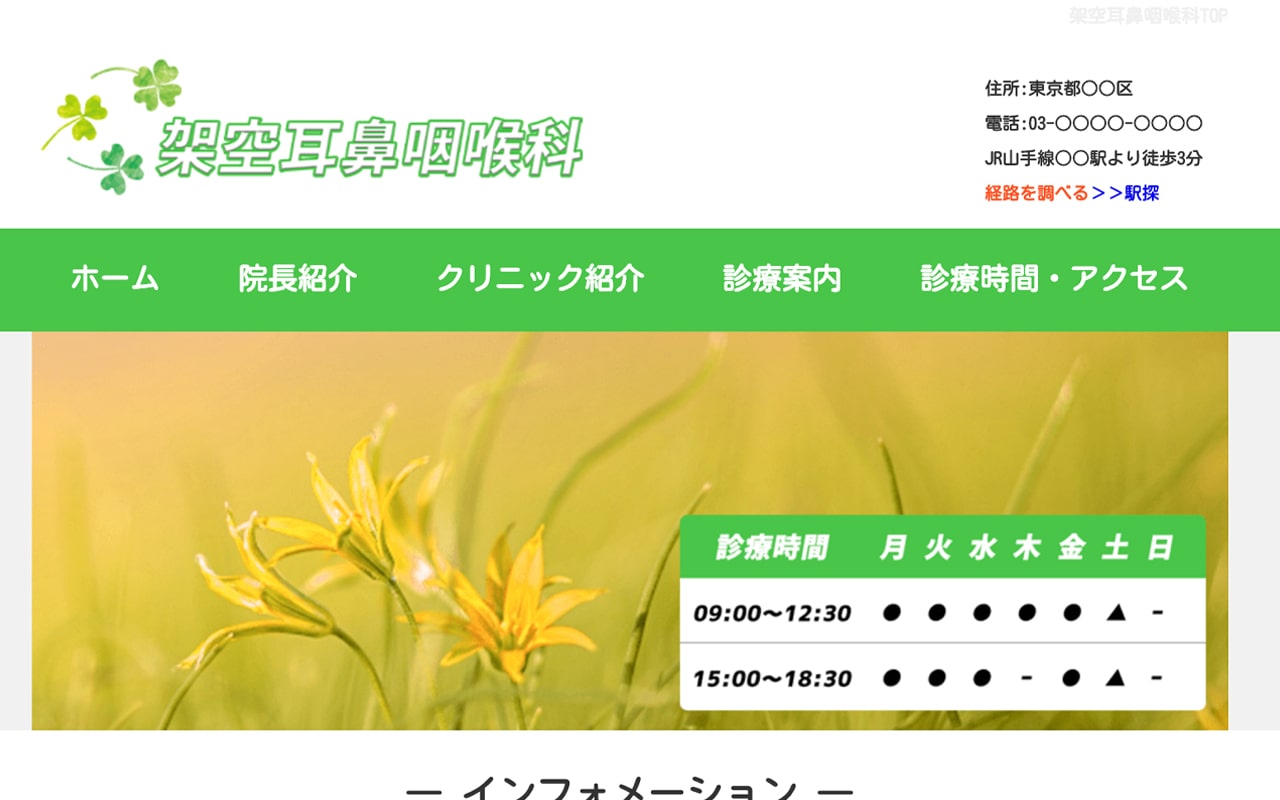 架空耳鼻咽喉科TOP
架空耳鼻咽喉科
住所:東京都〇〇区
電話:03-〇〇〇〇-〇〇〇〇
JR山手線〇〇駅より徒歩3分
経路を調べる>>駅探
ホーム 院長紹介 クリニック紹介 診療案内 診療時間・アクセス
診療時間 月 火 水 木 金 土 日
09:00〜12:30 ● ● ● ● ● ▲ -
15:00〜18:30 ● ● ● - ● ▲ -
― インフォメーション ―